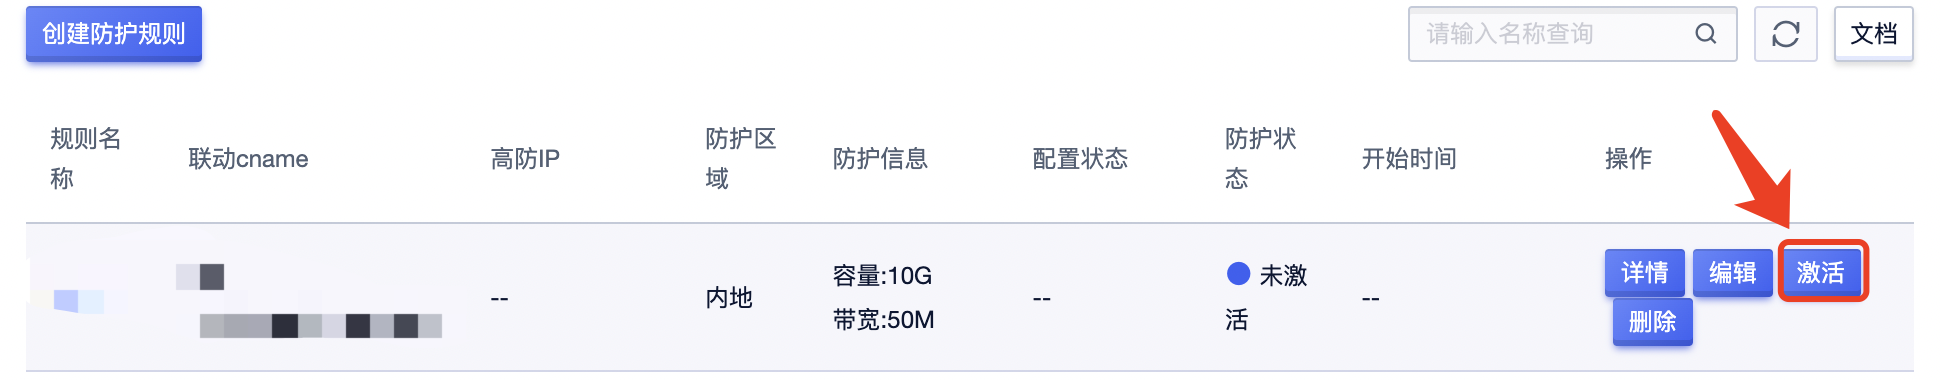 创建防护规则
请输入名称查询
文档
规则名
称
联动cname
高防IP
防护区
域
防护信息
配置状态
防护状
态
开始时间
操作
--
内地
容量:10G
带宽:50M
--
未激
活
--
详情
编辑
激活
删除